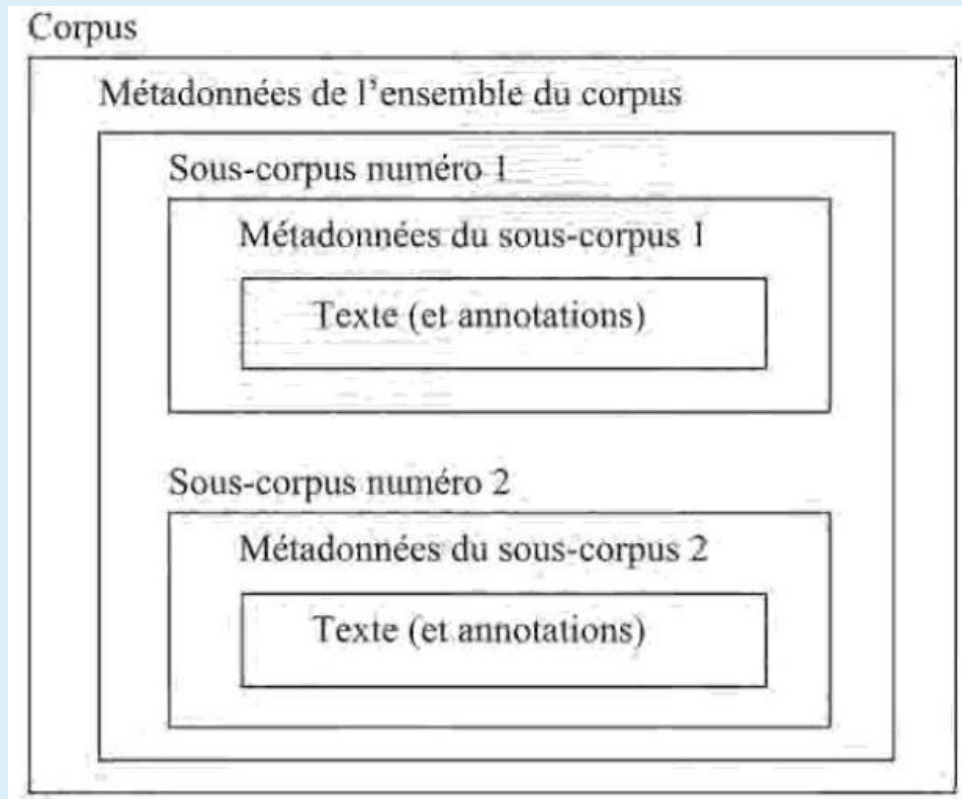 Corpus
Métadonnées de l'ensemble du corpus
Sous-corpus numéro 1
Métadonnées du sous-corpus 1
Texte (et annotations)
Sous-corpus numéro 2
Métadonnées du sous-corpus 2
Texte (et annotations)